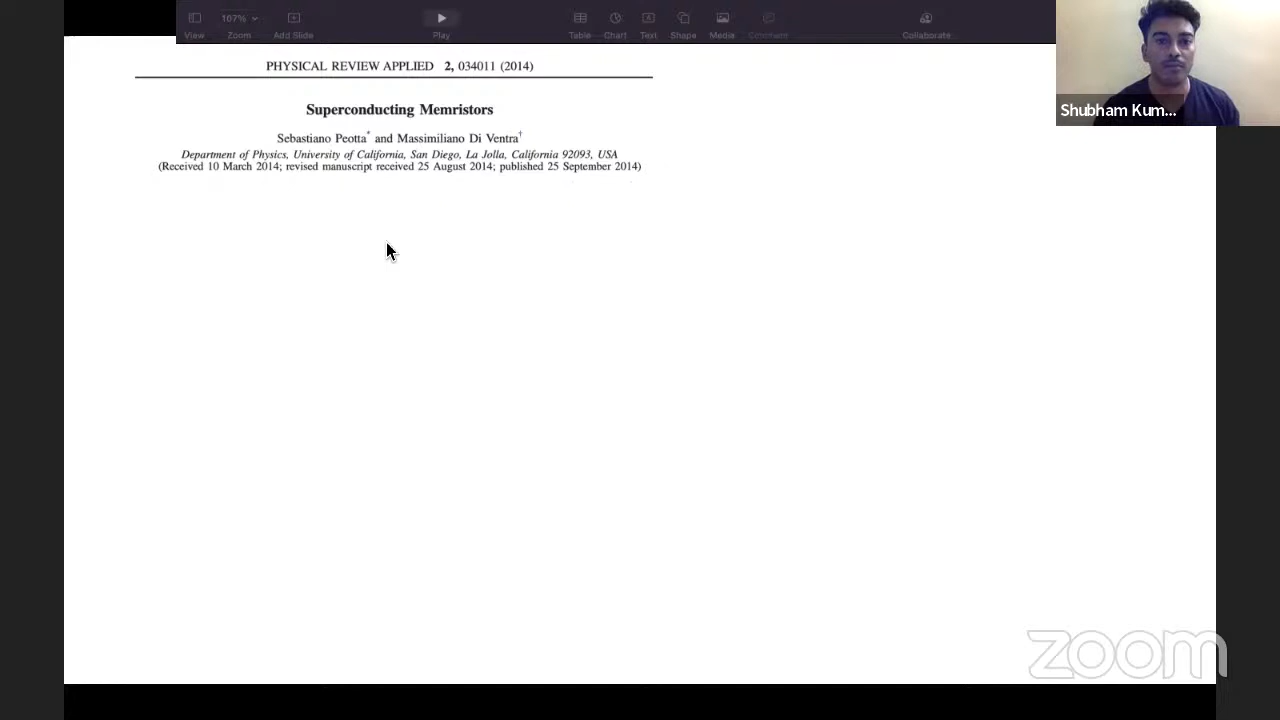 107%
View Zoom Add Slide Play Table Chart Text Shape Media Comment Collaborate
Shubham Kum...
PHYSICAL REVIEW APPLIED 2, 034011 (2014)
Superconducting Memristors
Sebastiano Peotta* and Massimiliano Di Ventra†
Department of Physics, University of California, San Diego, La Jolla, California 92093, USA
(Received 10 March 2014; revised manuscript received 25 August 2014; published 25 September 2014)
zoom